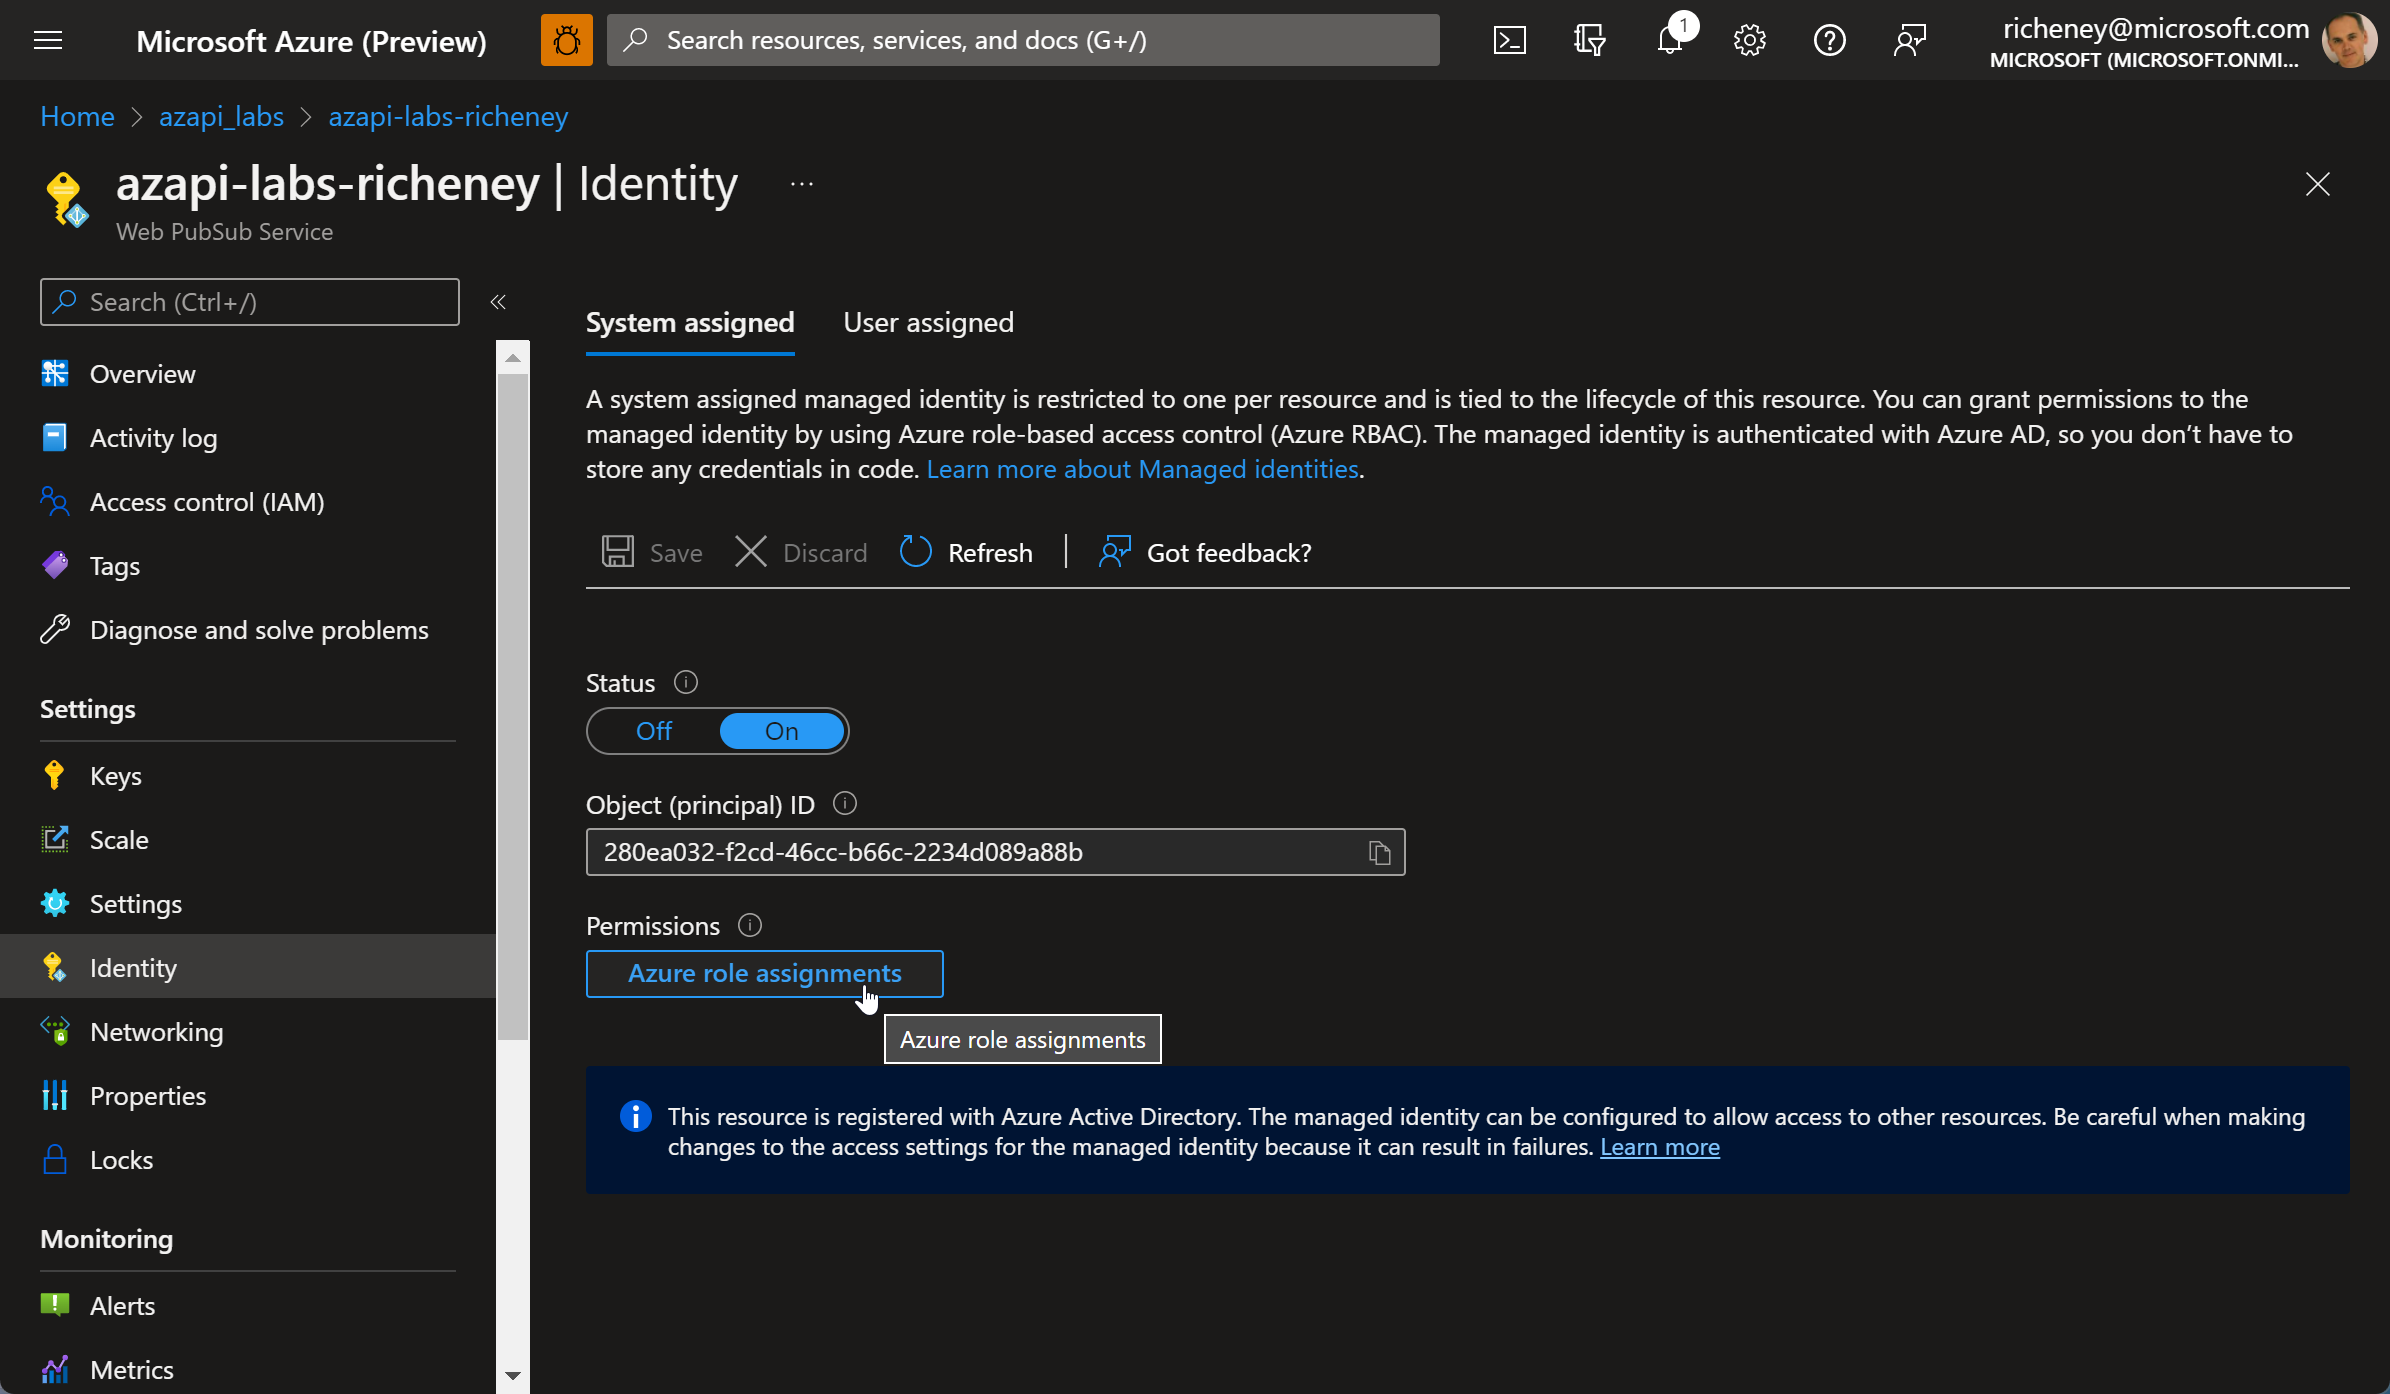 Microsoft Azure (Preview)
Search resources, services, and docs (G+/)
1
richeney@microsoft.com
MICROSOFT (MICROSOFT.ONMI...
Home > azapi_labs > azapi-labs-richeney
azapi-labs-richeney | Identity ...
Web PubSub Service
Search (Ctrl+/)
Overview
Activity log
Access control (IAM)
Tags
Diagnose and solve problems
Settings
Keys
Scale
Settings
Identity
Networking
Properties
Locks
Monitoring
Alerts
Metrics
System assigned User assigned
A system assigned managed identity is restricted to one per resource and is tied to the lifecycle of this resource. You can grant permissions to the
managed identity by using Azure role-based access control (Azure RBAC). The managed identity is authenticated with Azure AD, so you don’t have to
store any credentials in code. Learn more about Managed identities.
Save Discard Refresh | Got feedback?
Status
Off On
Object (principal) ID
280ea032-f2cd-46cc-b66c-2234d089a88b
Permissions
Azure role assignments
Azure role assignments
This resource is registered with Azure Active Directory. The managed identity can be configured to allow access to other resources. Be careful when making
changes to the access settings for the managed identity because it can result in failures. Learn more